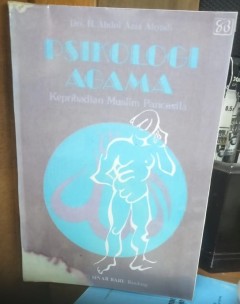 Drs. H. Abdul Aziz Ahyadi
PSIKOLOGI
AGAMA
Kepribadian Muslim Pancasila
SINAR BARU Bandung